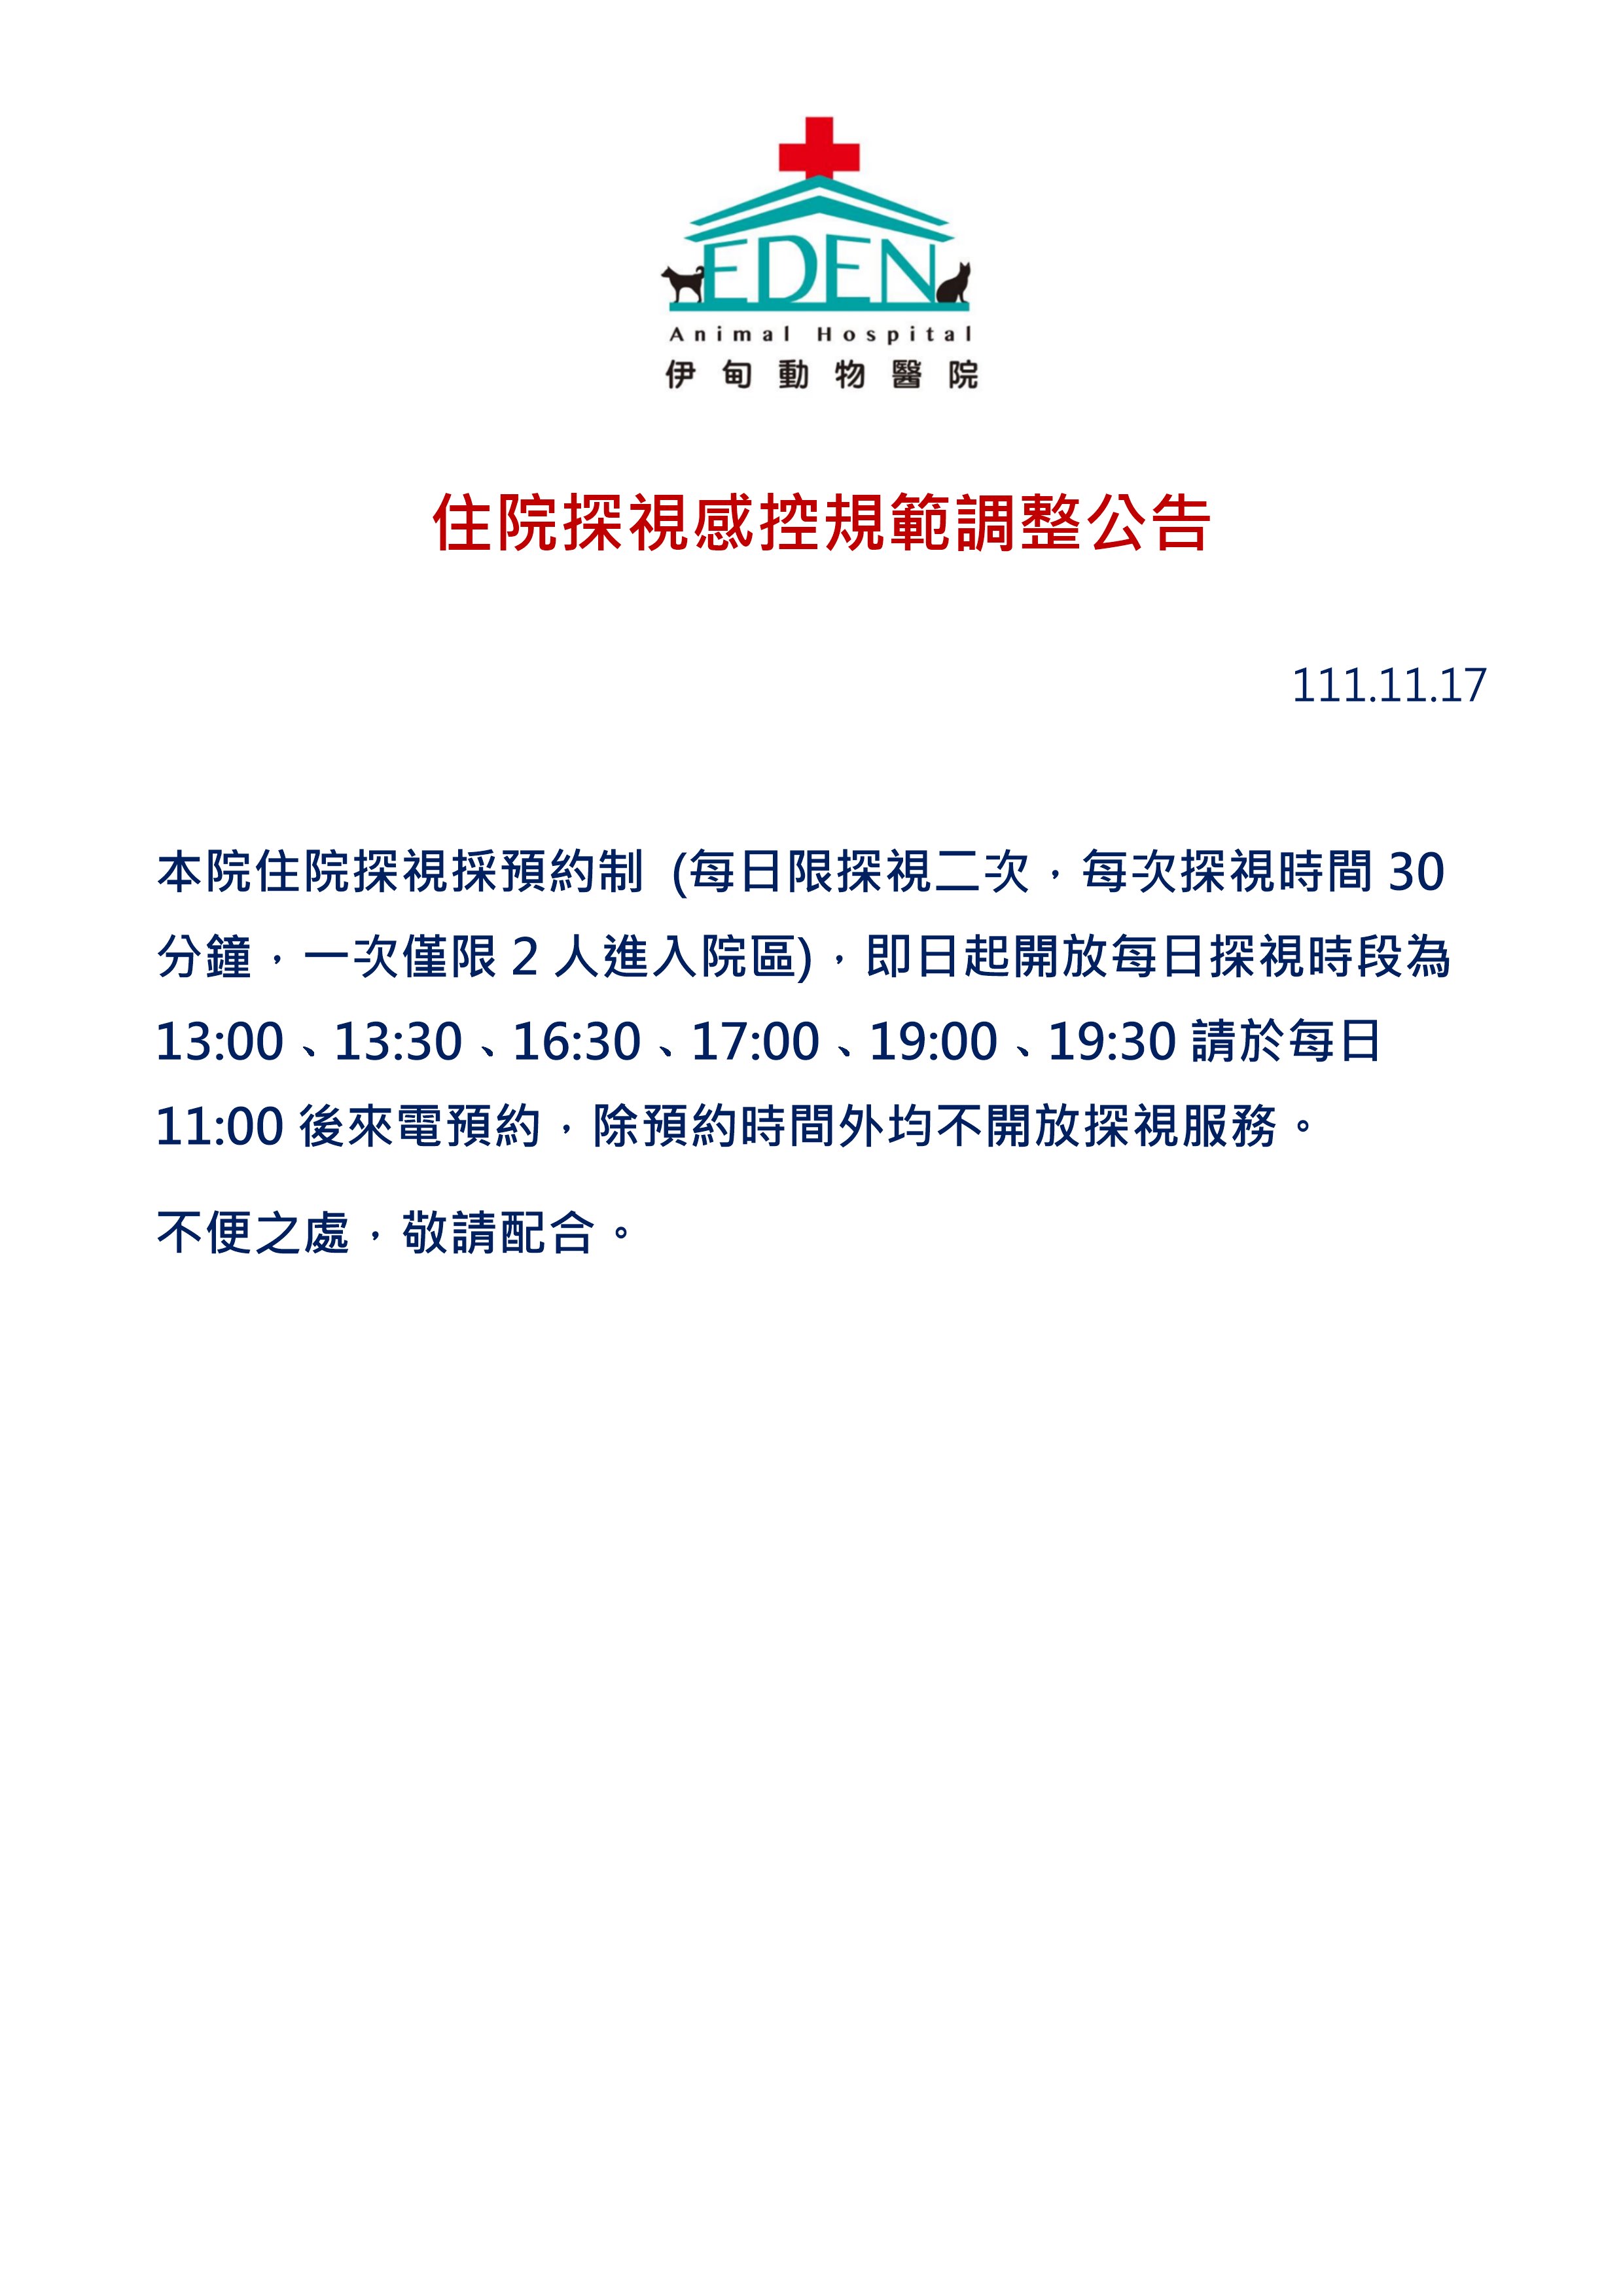 EDEN
Animal Hospital
伊甸動物醫院
住院探視感控規範調整公告
111.11.17
本院住院探視採預約制 (每日限探視二次，每次探視時間 30
分鐘，一次僅限 2 人進入院區)，即日起開放每日探視時段為
13:00、13:30、16:30、17:00、19:00、19:30 請於每日
11:00 後來電預約，除預約時間外均不開放探視服務。
不便之處，敬請配合。